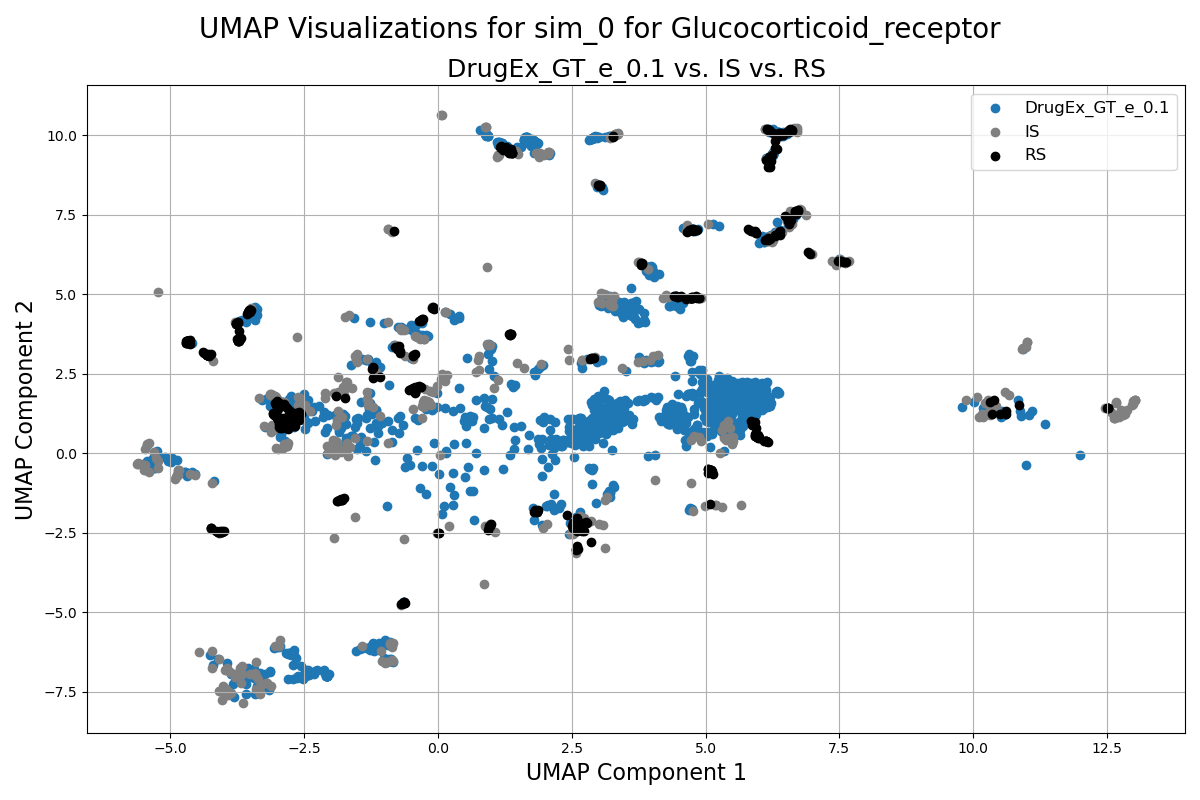 UMAP Visualizations for sim_0 for Glucocorticoid_receptor
DrugEx_GT_e_0.1 vs. IS vs. RS
DrugEx_GT_e_0.1
IS
RS
10.0
7.5
5.0
2.5
0.0
−2.5
−5.0
−7.5
UMAP Component 2
−5.0 −2.5 0.0 2.5 5.0 7.5 10.0 12.5
UMAP Component 1